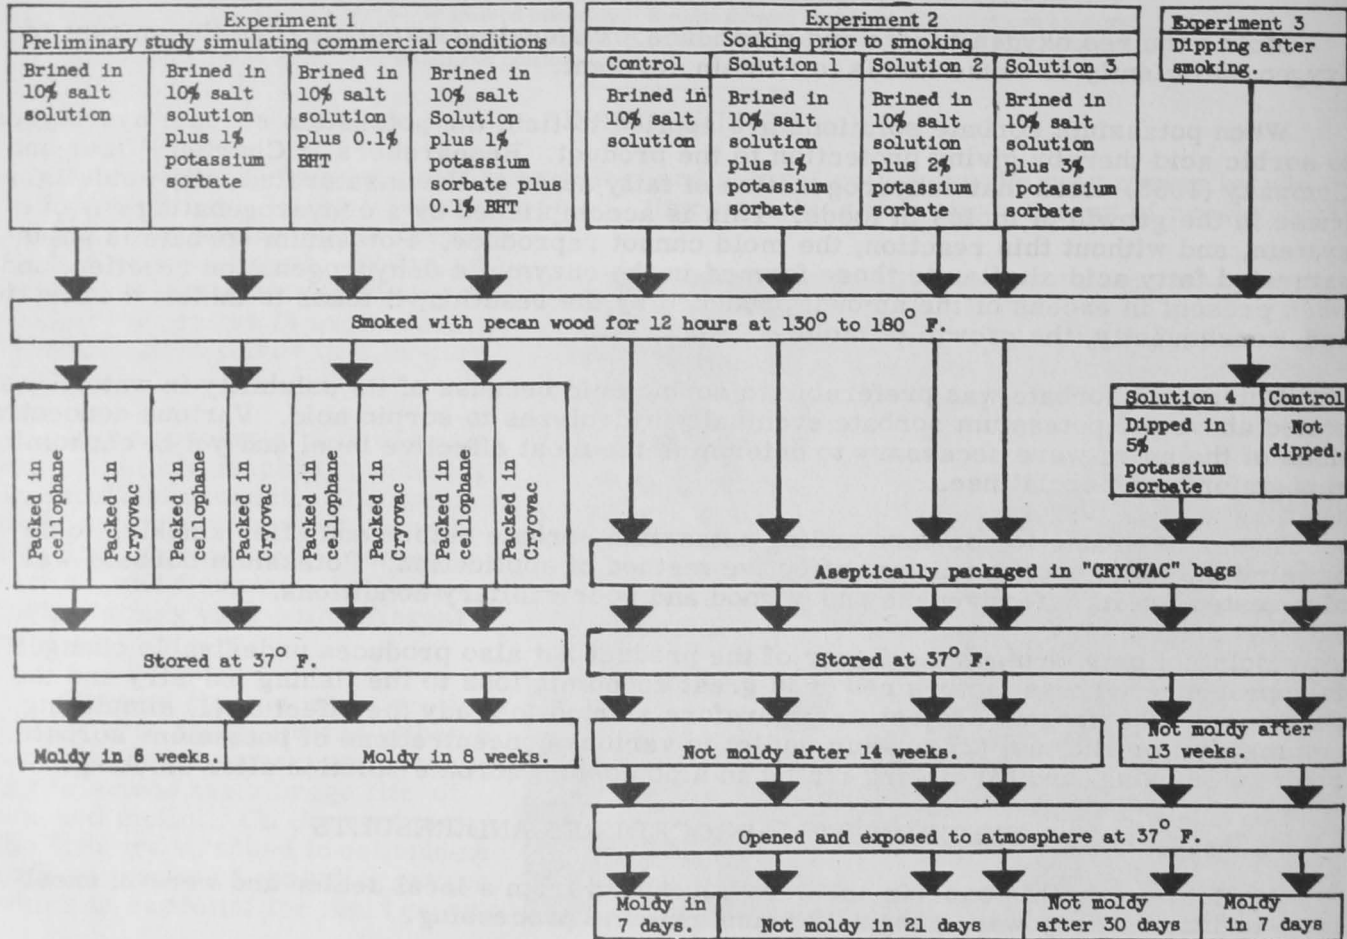 Experiment 1
Preliminary study simulating commercial conditions
Brined in
10% salt
solution
Brined in
10% salt
solution
plus 1%
potassium
sorbate
Brined in
10% salt
solution
plus 0.1%
BHT
Brined in
10% salt
Solution
plus 1%
potassium
sorbate plus
0.1% BHT
Experiment 2
Soaking prior to smoking
Control
Brined in
10% salt
solution
Solution 1
Brined in
10% salt
solution
plus 1%
potassium
sorbate
Solution 2
Brined in
10% salt
solution
plus 2%
potassium
sorbate
Solution 3
Brined in
10% salt
solution
plus 3%
potassium
sorbate
Experiment 3
Dipping after
smoking.
Smoked with pecan wood for 12 hours at 130° to 180° F.
Packed in
cellophane
Packed in
Cryovac
Packed in
cellophane
Packed in
Cryovac
Packed in
cellophane
Packed in
Cryovac
Packed in
cellophane
Packed in
Cryovac
Solution 4
Dipped in
5%
potassium
sorbate
Control
Not
dipped.
Aseptically packaged in "CRYOVAC" bags
Stored at 37° F.
Stored at 37° F.
Moldy in 6 weeks.
Moldy in 8 weeks.
Not moldy after 14 weeks.
Not moldy after
13 weeks.
Opened and exposed to atmosphere at 37° F.
Moldy in
7 days.
Not moldy in 21 days
Not moldy
after 30 days
Moldy
in 7 days